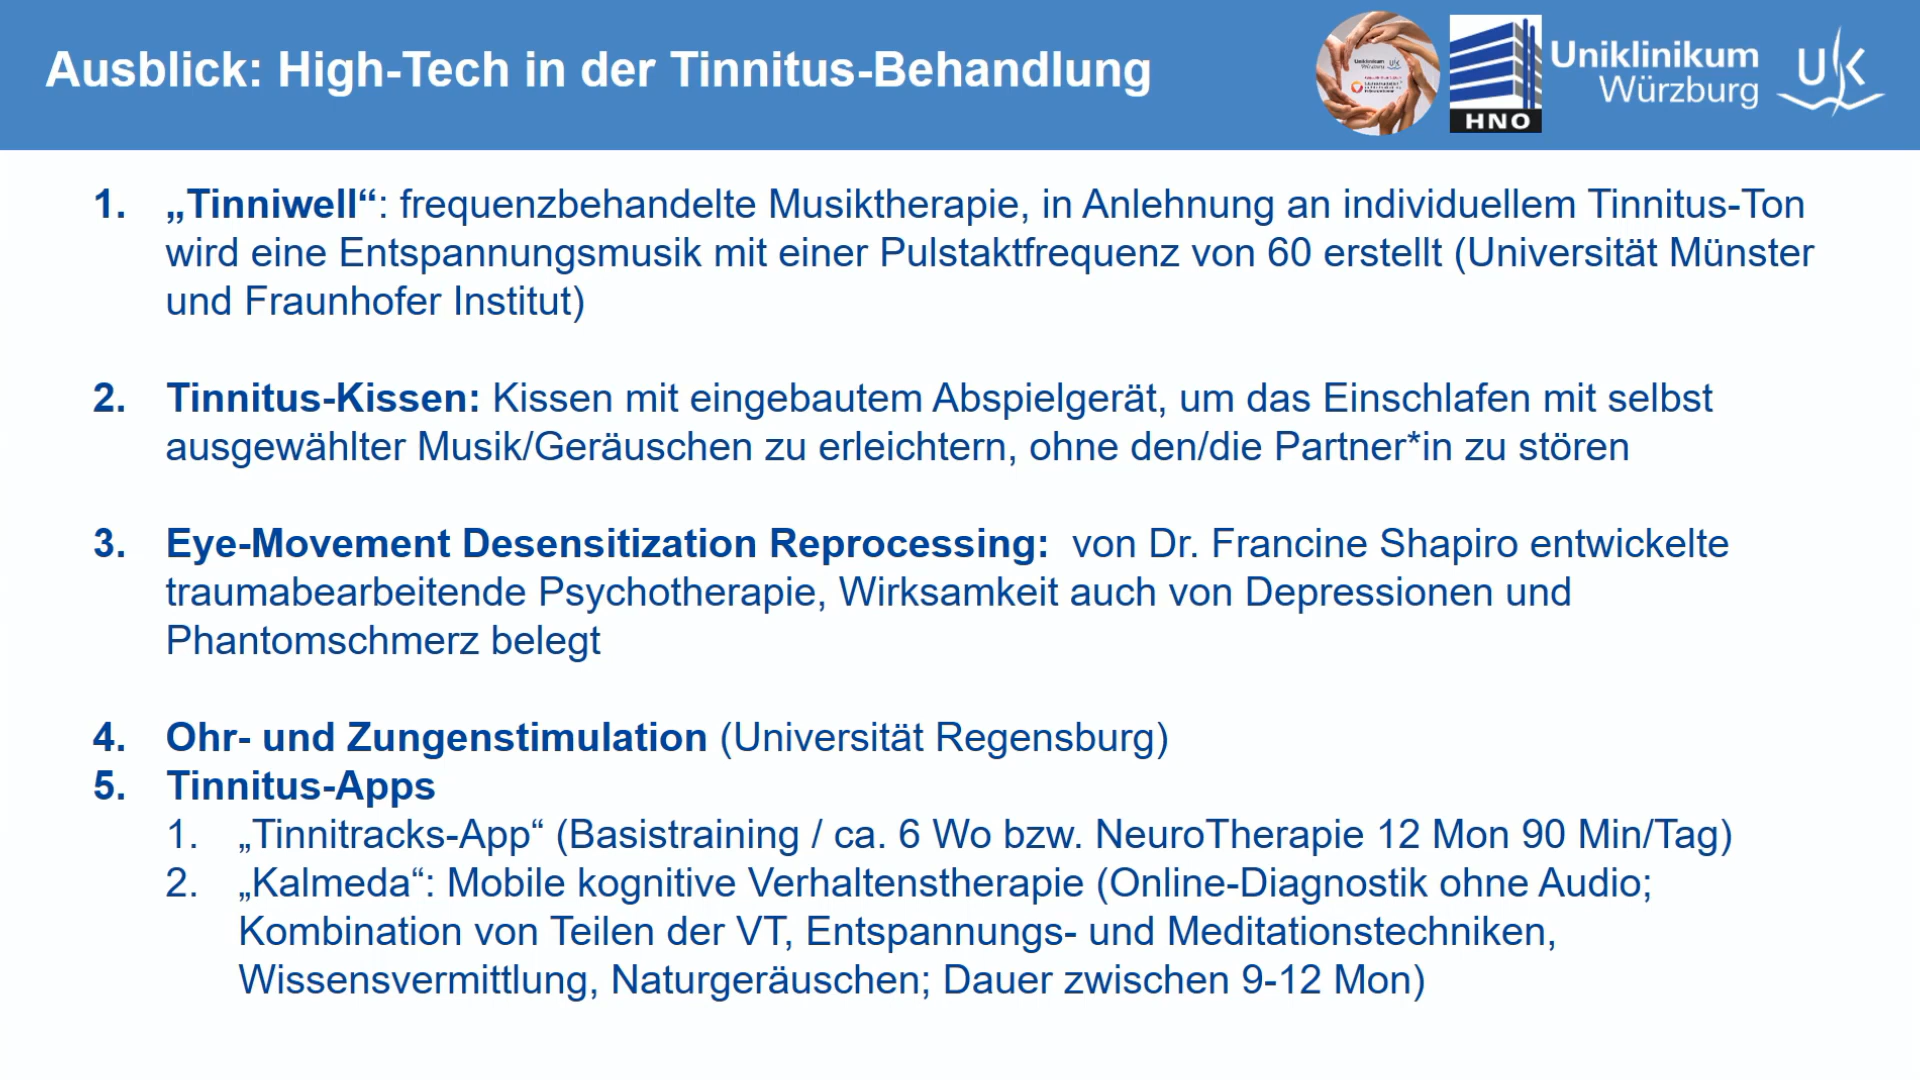 Ausblick: High-Tech in der Tinnitus-Behandlung
HNO
Uniklinikum
Würzburg
UK
1. „Tinniwell“: frequenzbehandelte Musiktherapie, in Anlehnung an individuellem Tinnitus-Ton
wird eine Entspannungsmusik mit einer Pulstaktfrequenz von 60 erstellt (Universität Münster
und Fraunhofer Institut)
2. Tinnitus-Kissen: Kissen mit eingebautem Abspielgerät, um das Einschlafen mit selbst
ausgewählter Musik/Geräuschen zu erleichtern, ohne den/die Partner*in zu stören
3. Eye-Movement Desensitization Reprocessing: von Dr. Francine Shapiro entwickelte
traumabearbeitende Psychotherapie, Wirksamkeit auch von Depressionen und
Phantomschmerz belegt
4. Ohr- und Zungenstimulation (Universität Regensburg)
5. Tinnitus-Apps
1. „Tinnitracks-App“ (Basistraining / ca. 6 Wo bzw. NeuroTherapie 12 Mon 90 Min/Tag)
2. „Kalmeda“: Mobile kognitive Verhaltenstherapie (Online-Diagnostik ohne Audio;
Kombination von Teilen der VT, Entspannungs- und Meditationstechniken,
Wissensvermittlung, Naturgeräuschen; Dauer zwischen 9-12 Mon)